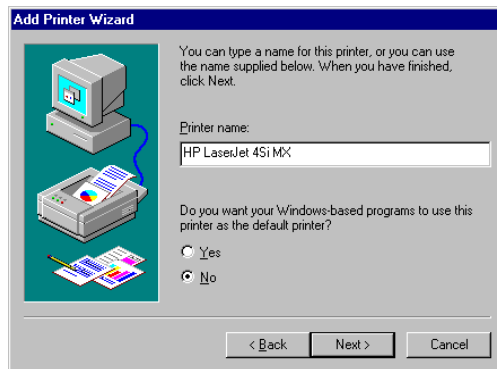 Add Printer Wizard
You can type a name for this printer, or you can use
the name supplied below. When you have finished,
click Next.
Printer name:
HP LaserJet 4Si MX
Do you want your Windows-based programs to use this
printer as the default printer?
Yes
No
< Back
Next >
Cancel